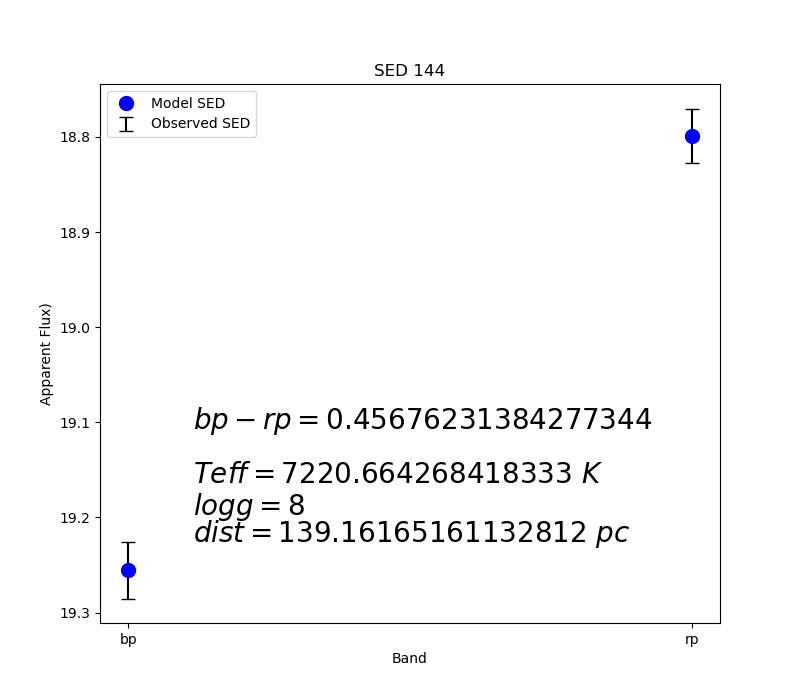 SED 144
Model SED
Observed SED
18.8
18.9
19.0
19.1
19.2
19.3
Apparent Flux)
bp − rp = 0.45676231384277344
Teff = 7220.664268418333 K
logg = 8
dist = 139.16165161132812 pc
bp
rp
Band